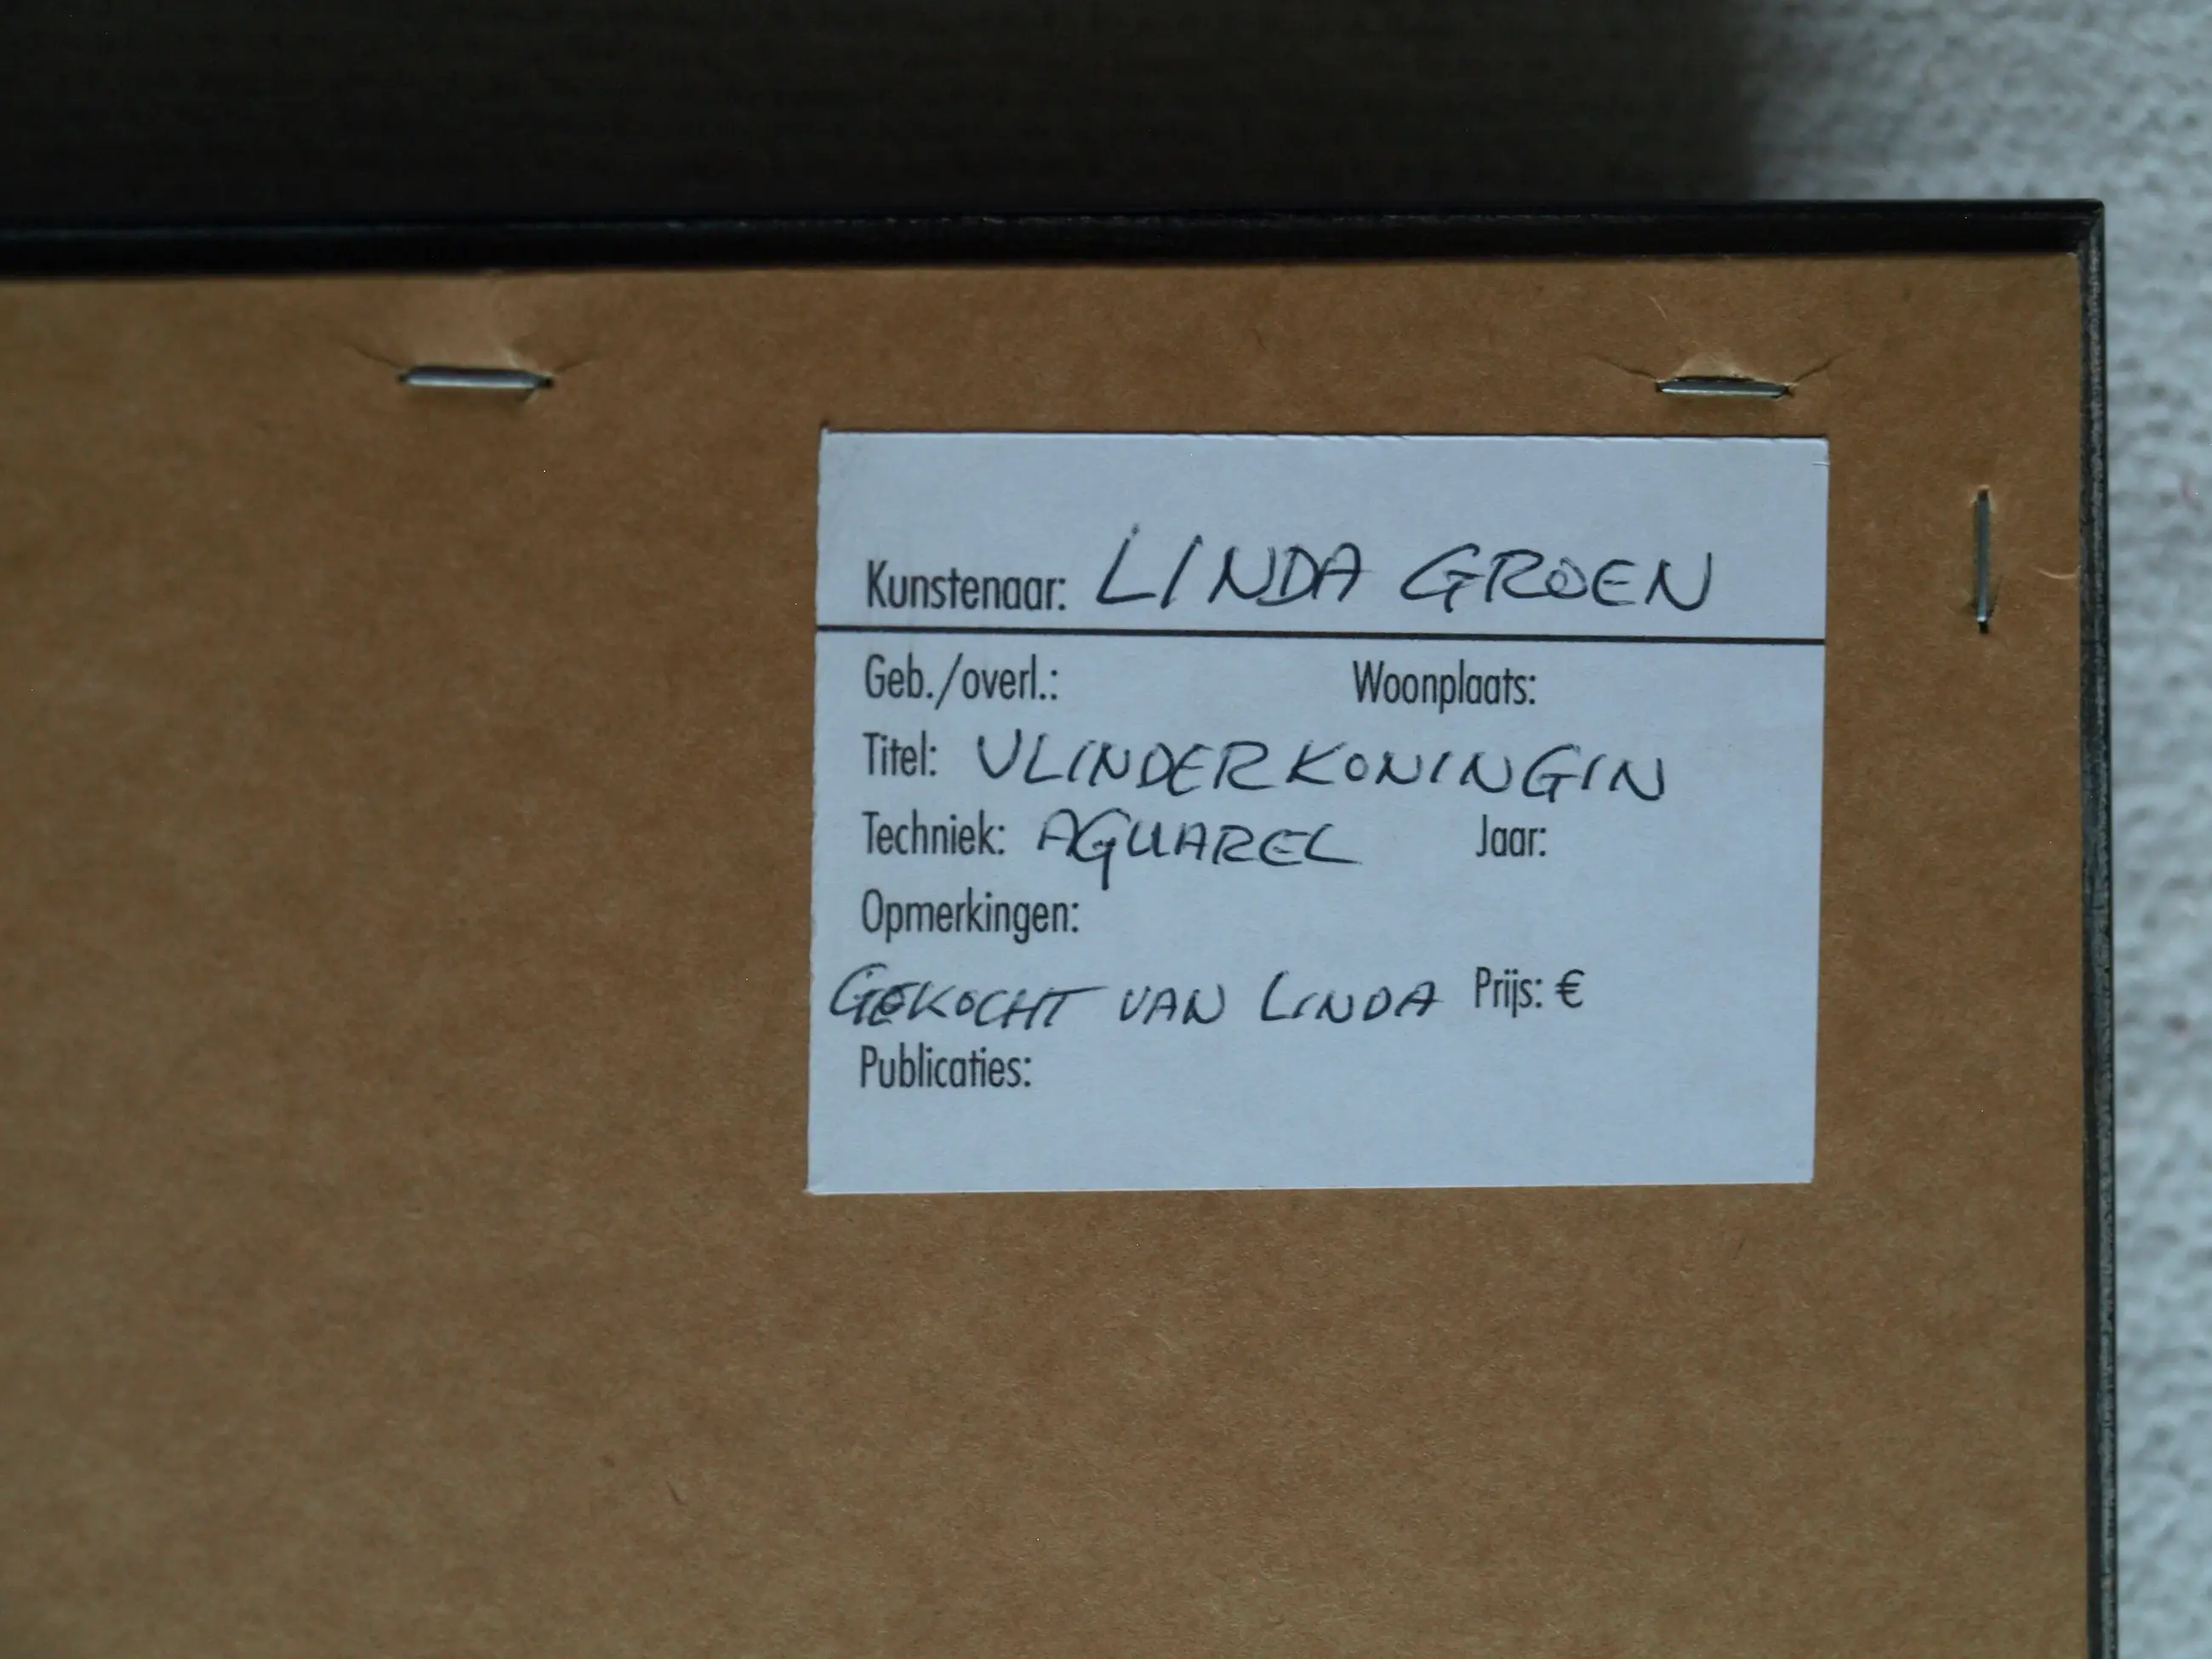 Kunstenaar: LINDA GROEN
Geb./overl.: Woonplaats:
Titel: VLINDERKONINGIN
Techniek: AQUAREL Jaar:
Opmerkingen:
GEKOCHT VAN LINDA Prijs: €
Publicaties: